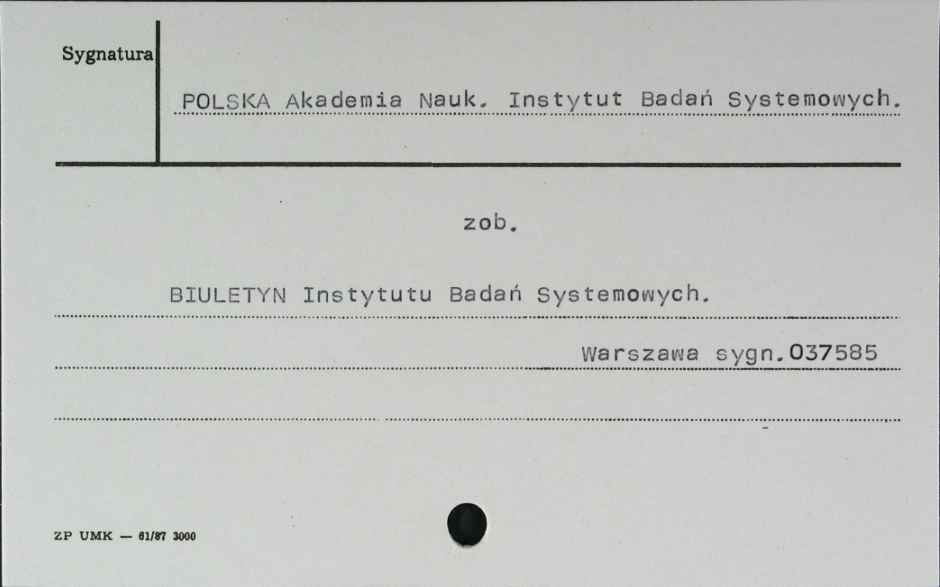 Sygnatura
POLSKA Akademia Nauk. Instytut Badań Systemowych.
zob.
BIULETYN Instytutu Badań Systemowych.
Warszawa sygn.037585
ZP UMK — 61/87 3000